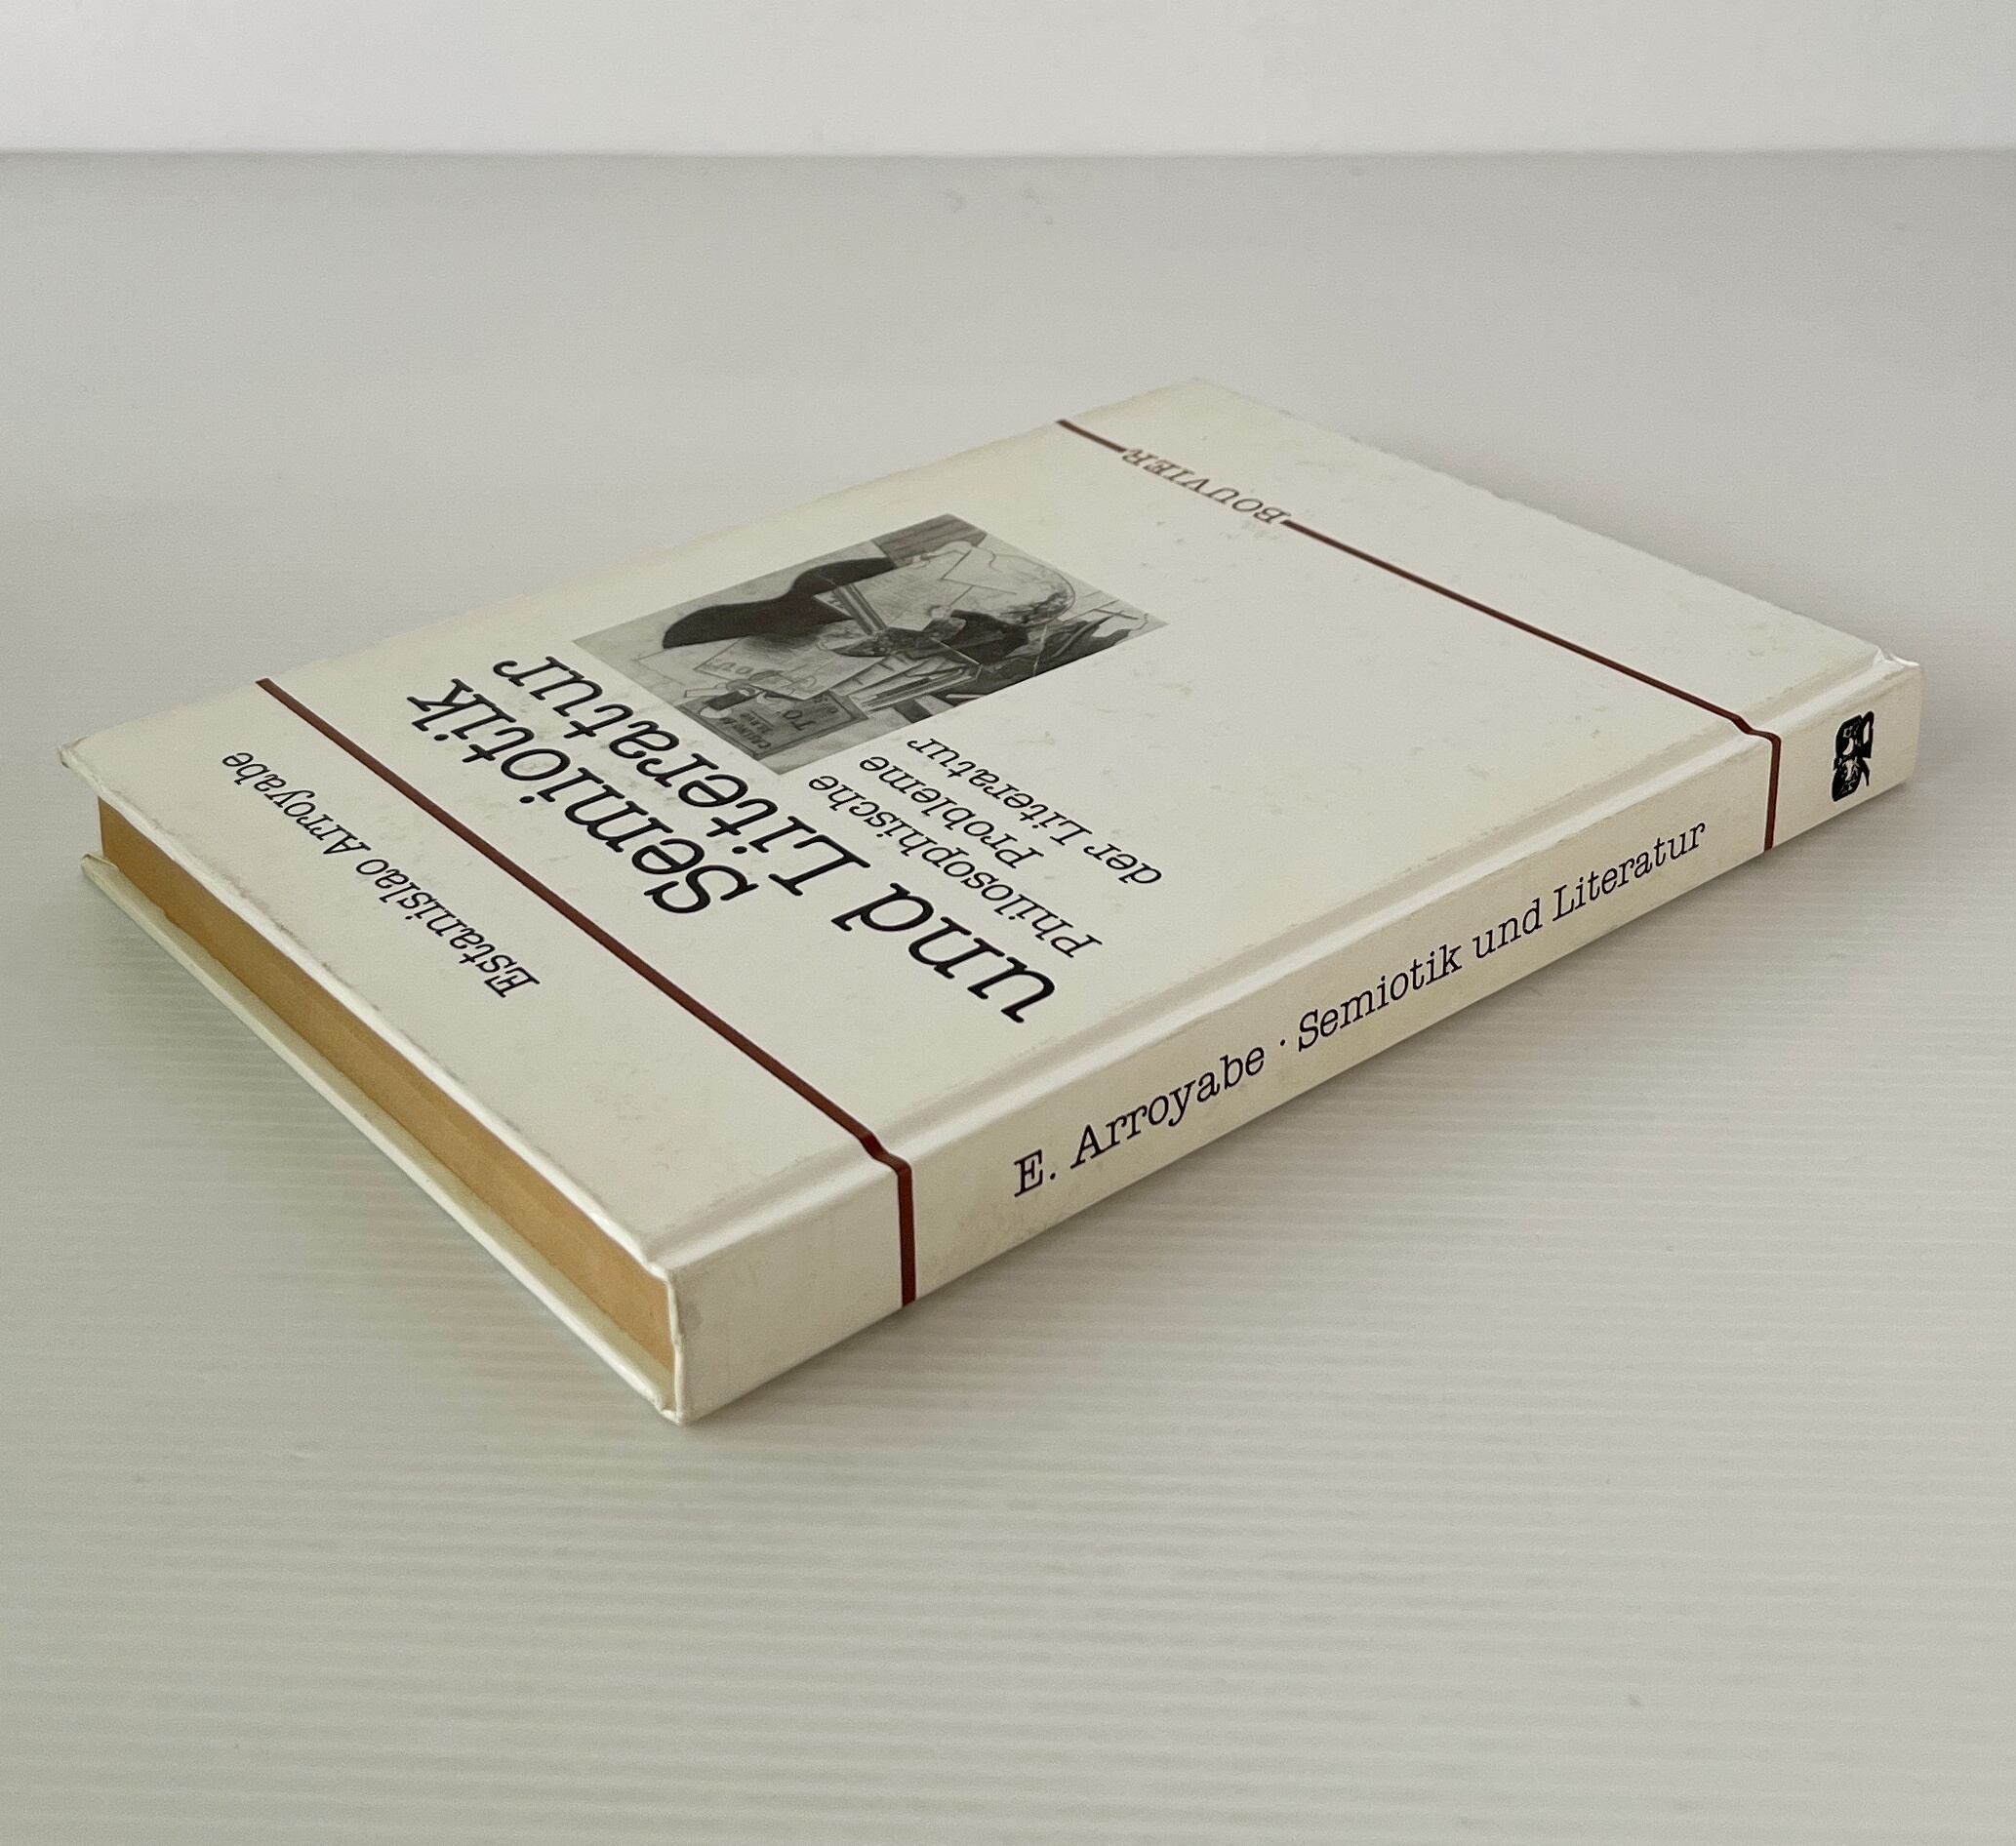 Estanislao Arroyabe
Semiotik
und Literatur
Philosophische
Probleme
der Literatur
BOUVIER
E. Arroyabe · Semiotik und Literatur